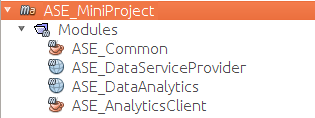 ASE_MiniProject
Modules
ASE_Common
ASE_DataServiceProvider
ASE_DataAnalytics
ASE_AnalyticsClient